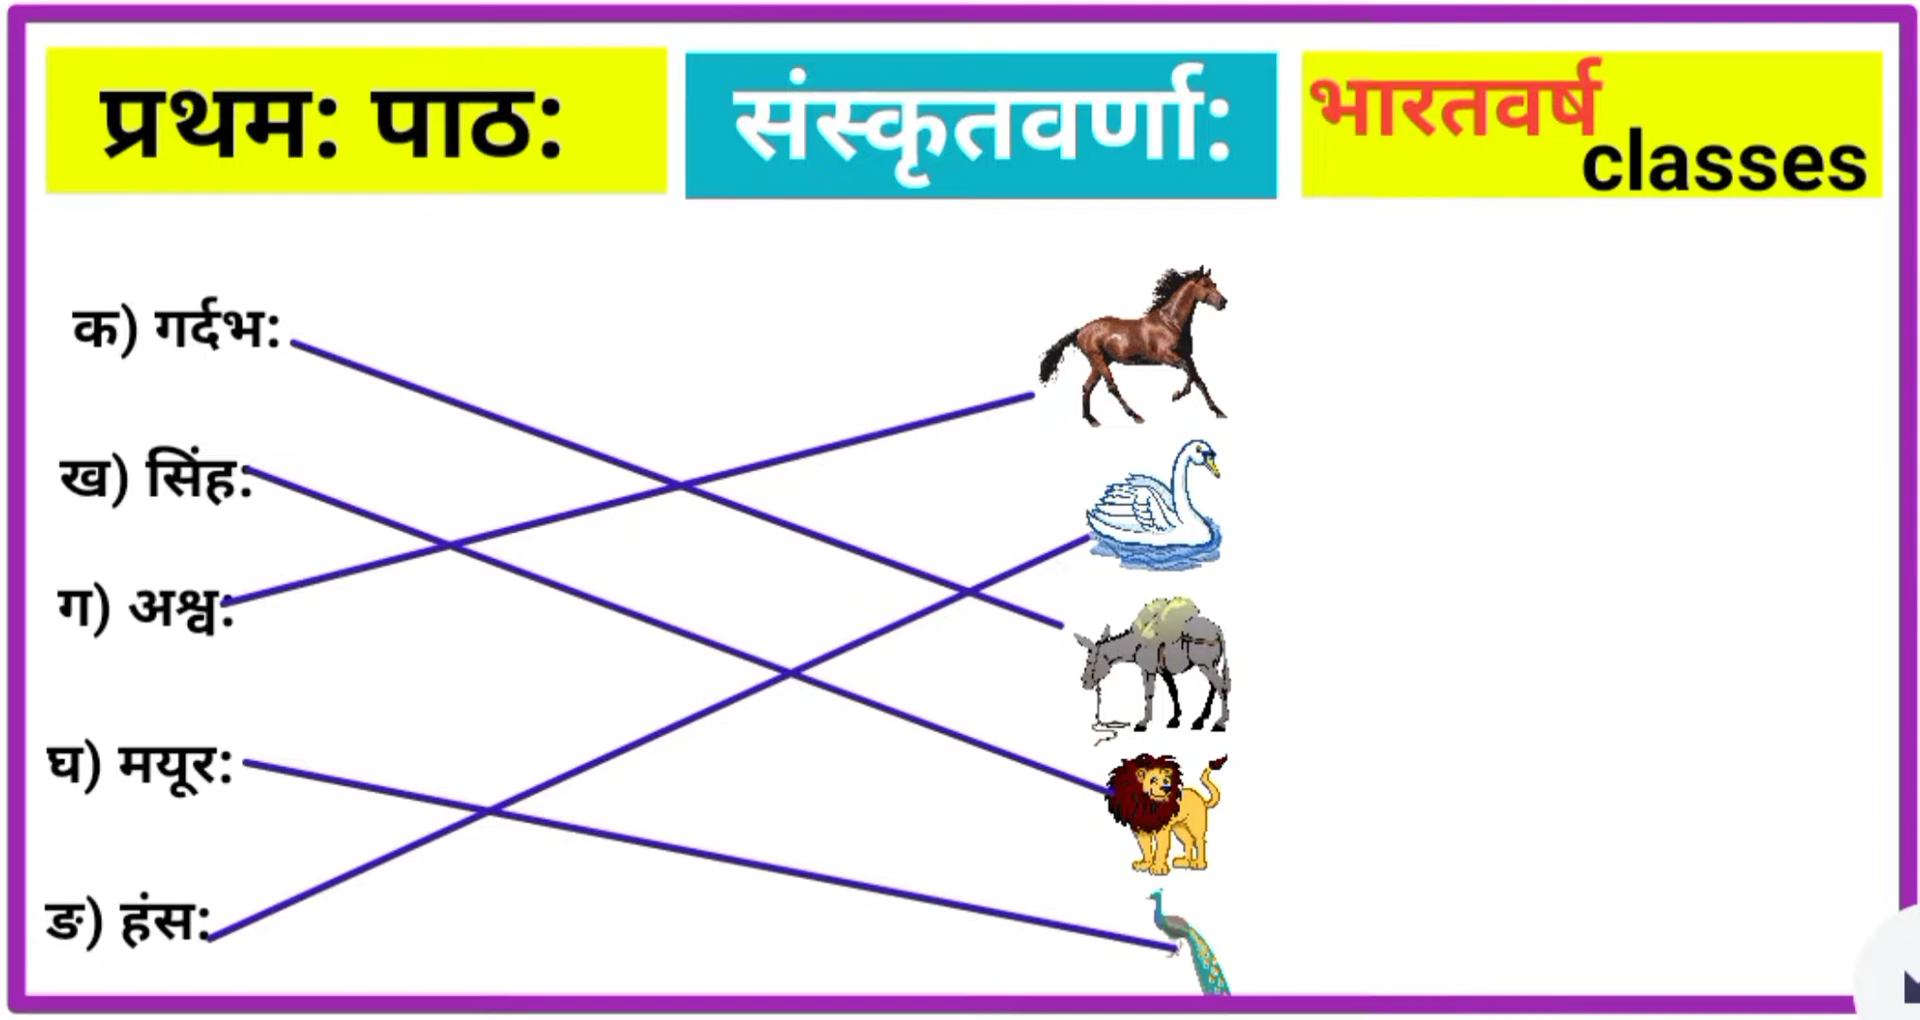 प्रथम: पाठ:
संस्कृतवर्णा:
भारतवर्ष
classes
क) गर्दभ:
ख) सिंह:
ग) अश्व:
घ) मयूर:
ङ) हंस: